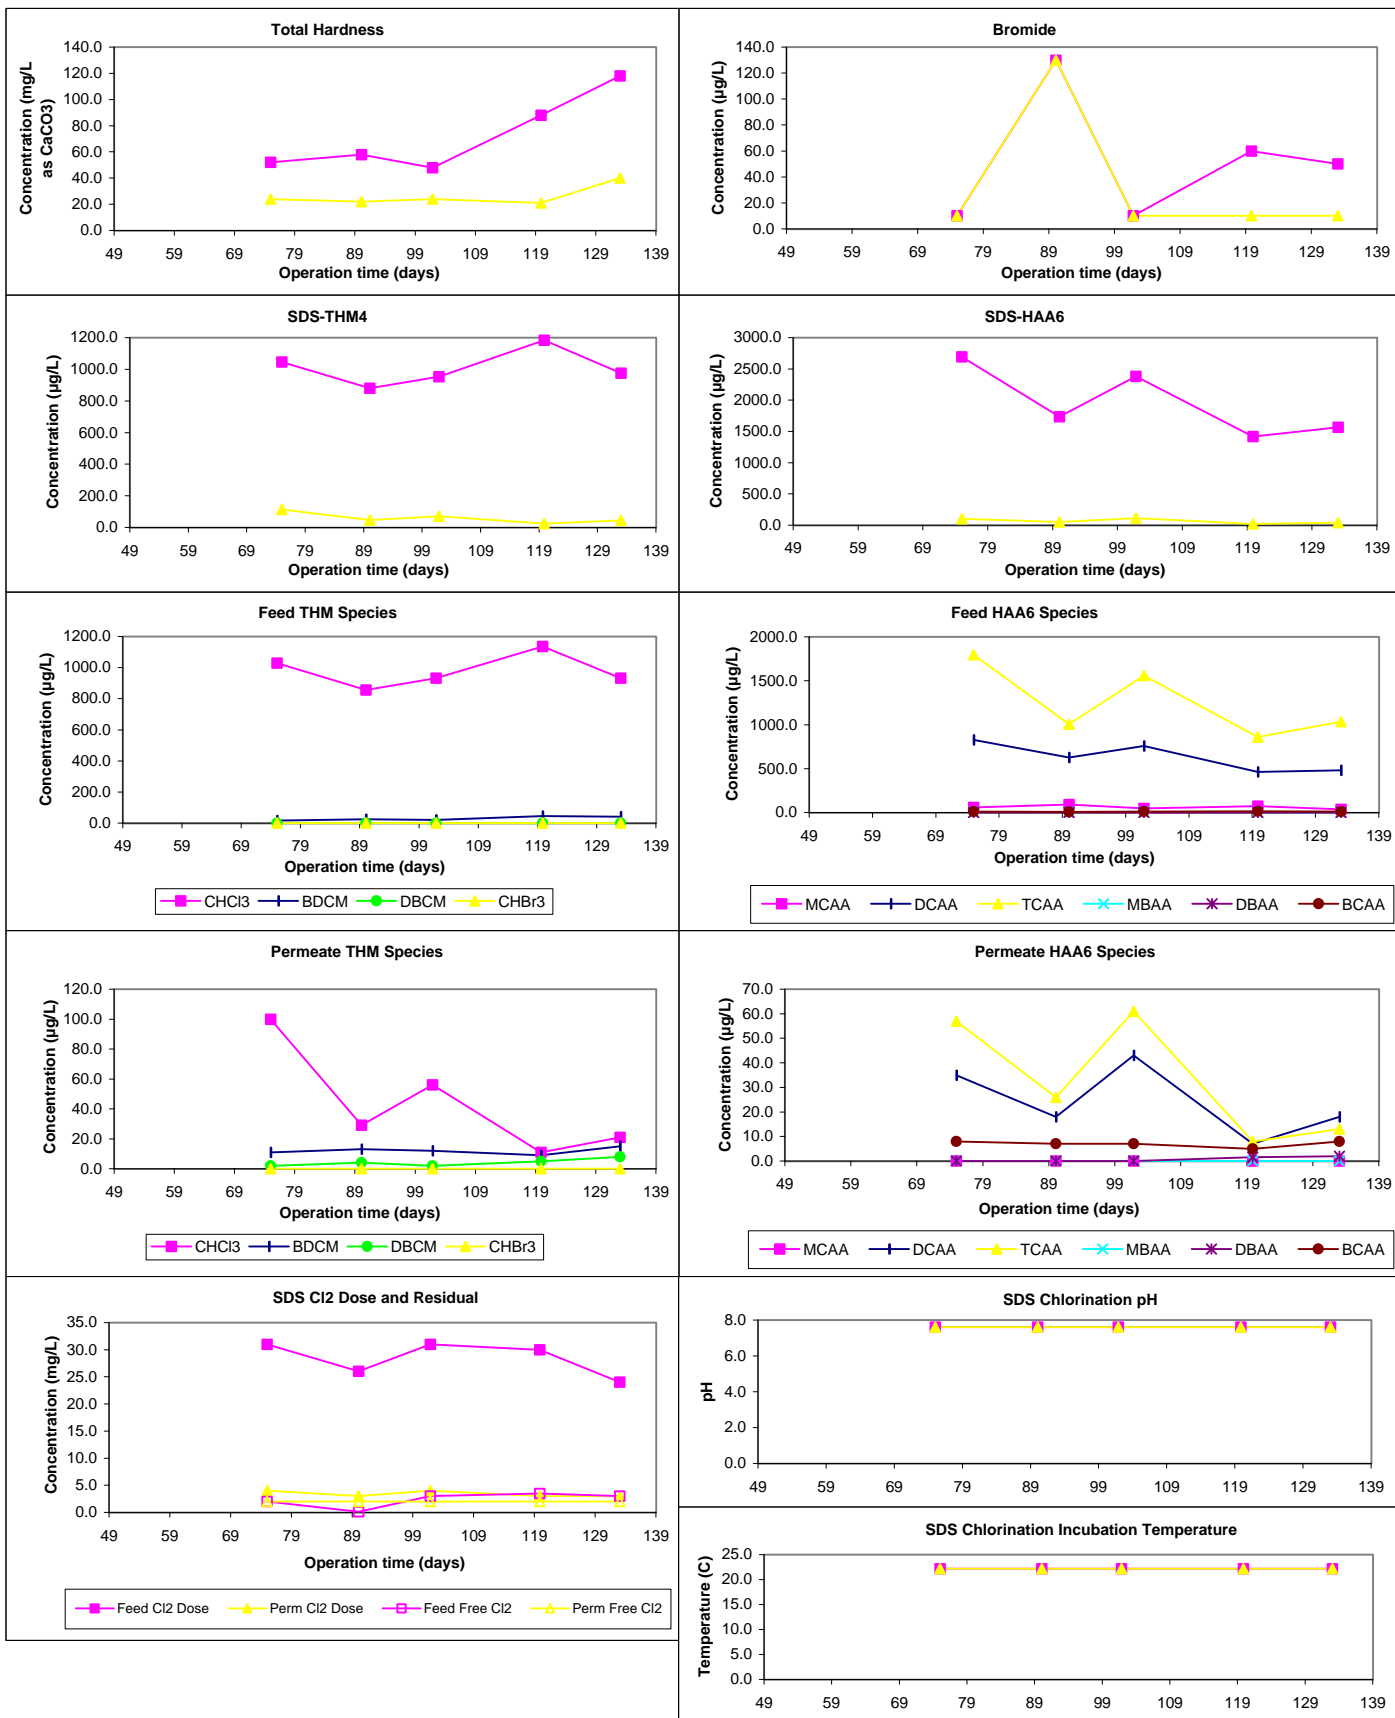 Total Hardness
Concentration (mg/L
as CaCO3)
140.0
120.0
100.0
80.0
60.0
40.0
20.0
0.0
49 59 69 79 89 99 109 119 129 139
Operation time (days)
Bromide
Concentration (µg/L)
140.0
120.0
100.0
80.0
60.0
40.0
20.0
0.0
49 59 69 79 89 99 109 119 129 139
Operation time (days)
SDS-THM4
Concentration (µg/L)
1200.0
1000.0
800.0
600.0
400.0
200.0
0.0
49 59 69 79 89 99 109 119 129 139
Operation time (days)
SDS-HAA6
Concentration (µg/L)
3000.0
2500.0
2000.0
1500.0
1000.0
500.0
0.0
49 59 69 79 89 99 109 119 129 139
Operation time (days)
Feed THM Species
Concentration (µg/L)
1200.0
1000.0
800.0
600.0
400.0
200.0
0.0
49 59 69 79 89 99 109 119 129 139
Operation time (days)
CHCl3 BDCM DBCM CHBr3
Feed HAA6 Species
Concentration (µg/L)
2000.0
1500.0
1000.0
500.0
0.0
49 59 69 79 89 99 109 119 129 139
Operation time (days)
MCAA DCAA TCAA MBAA DBAA BCAA
Permeate THM Species
Concentration (µg/L)
120.0
100.0
80.0
60.0
40.0
20.0
0.0
49 59 69 79 89 99 109 119 129 139
Operation time (days)
CHCl3 BDCM DBCM CHBr3
Permeate HAA6 Species
Concentration (µg/L)
70.0
60.0
50.0
40.0
30.0
20.0
10.0
0.0
49 59 69 79 89 99 109 119 129 139
Operation time (days)
MCAA DCAA TCAA MBAA DBAA BCAA
SDS Cl2 Dose and Residual
Concentration (mg/L)
35.0
30.0
25.0
20.0
15.0
10.0
5.0
0.0
49 59 69 79 89 99 109 119 129 139
Operation time (days)
Feed Cl2 Dose Perm Cl2 Dose Feed Free Cl2 Perm Free Cl2
SDS Chlorination pH
pH
8.0
6.0
4.0
2.0
0.0
49 59 69 79 89 99 109 119 129 139
SDS Chlorination Incubation Temperature
Temperature (C)
25.0
20.0
15.0
10.0
5.0
0.0
49 59 69 79 89 99 109 119 129 139